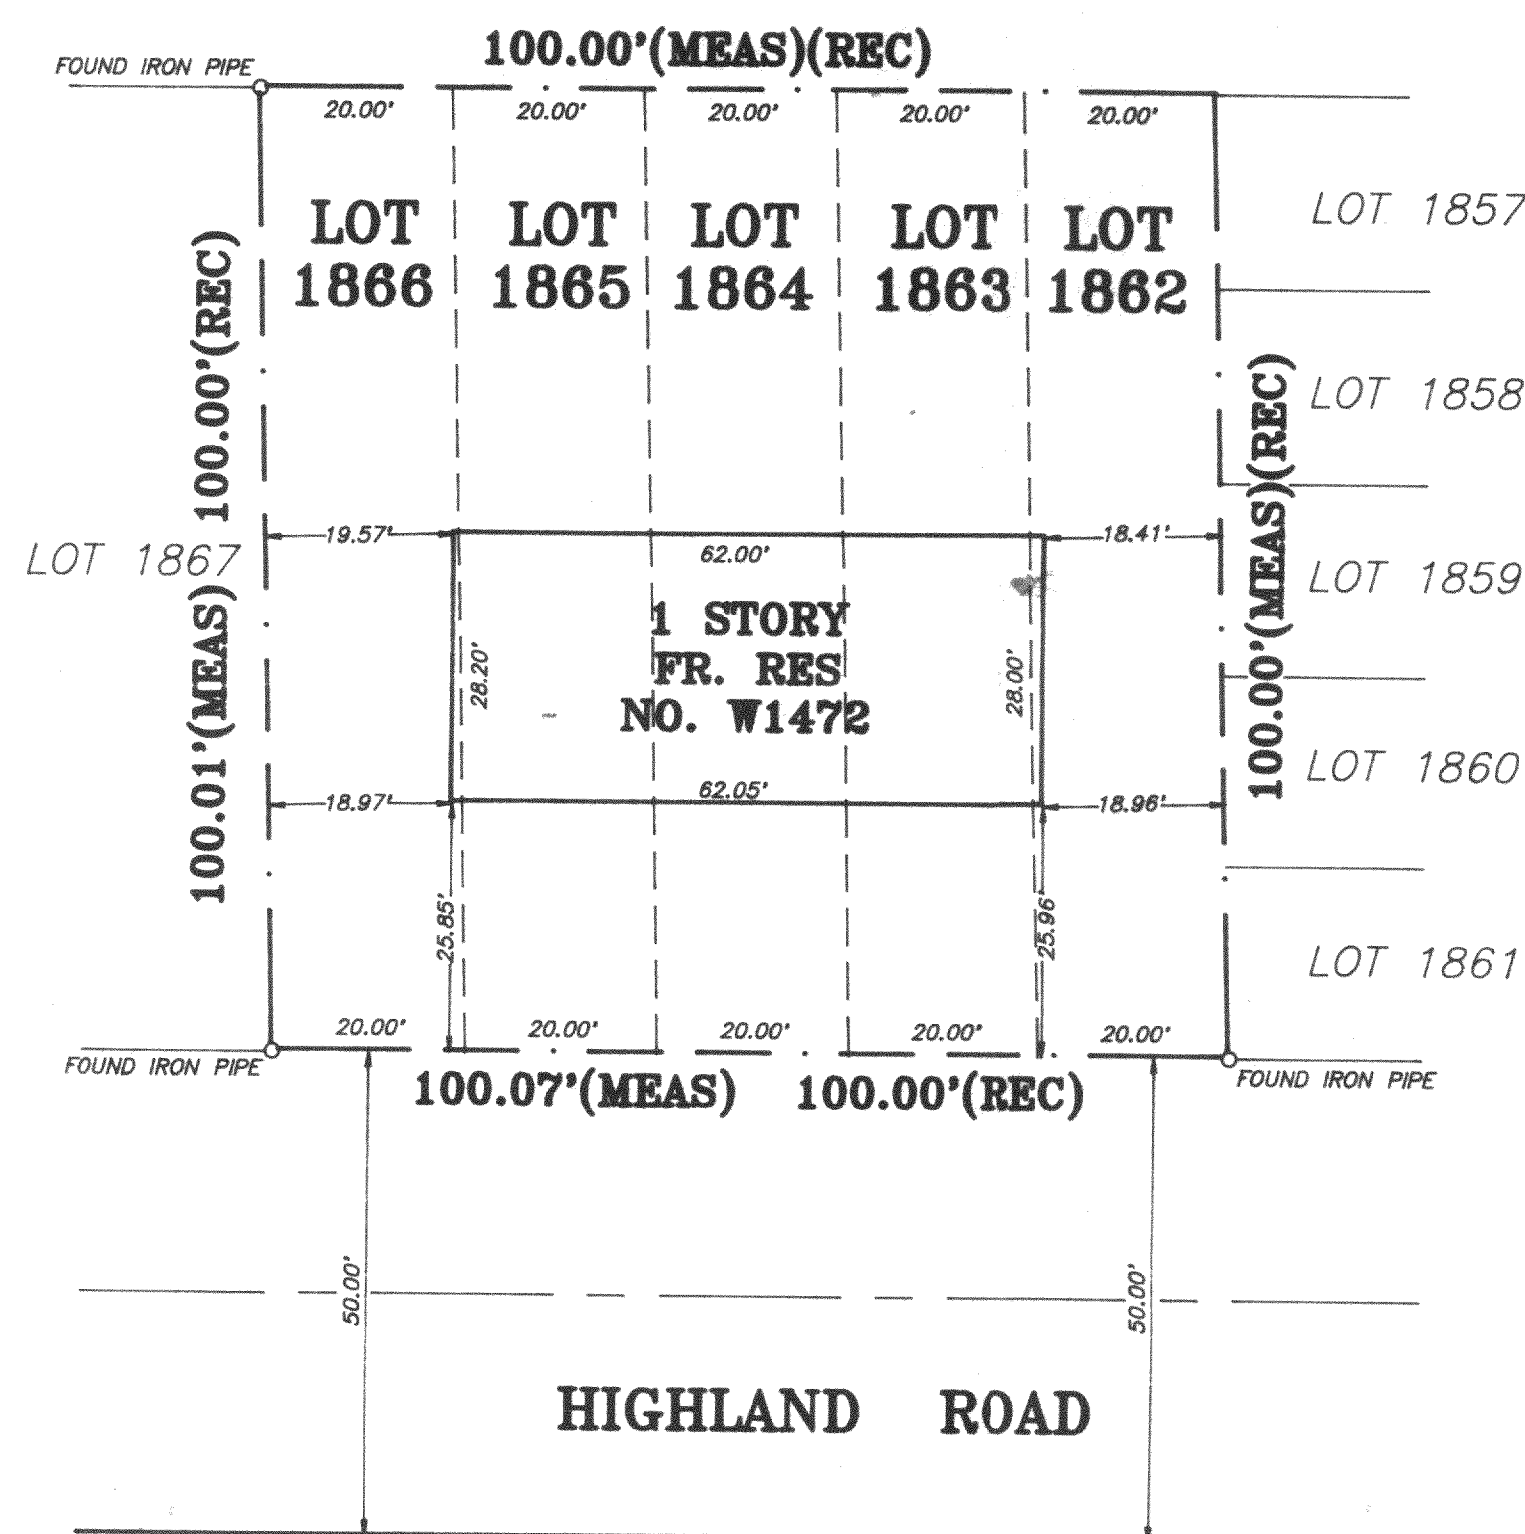 100.00'(MEAS)(REC)
FOUND IRON PIPE
20.00' 20.00' 20.00' 20.00' 20.00'
LOT 1857
LOT
1866
LOT
1865
LOT
1864
LOT
1863
LOT
1862
100.01'(MEAS) 100.00'(REC)
100.00'(MEAS)(REC)
LOT 1858
19.57'
62.00'
18.41'
LOT 1867
LOT 1859
28.20'
1 STORY
FR. RES
NO. W1472
28.00'
LOT 1860
18.97'
62.05'
18.96'
25.85'
25.96'
LOT 1861
20.00' 20.00' 20.00' 20.00' 20.00'
FOUND IRON PIPE
100.07'(MEAS) 100.00'(REC)
FOUND IRON PIPE
50.00'
50.00'
HIGHLAND ROAD